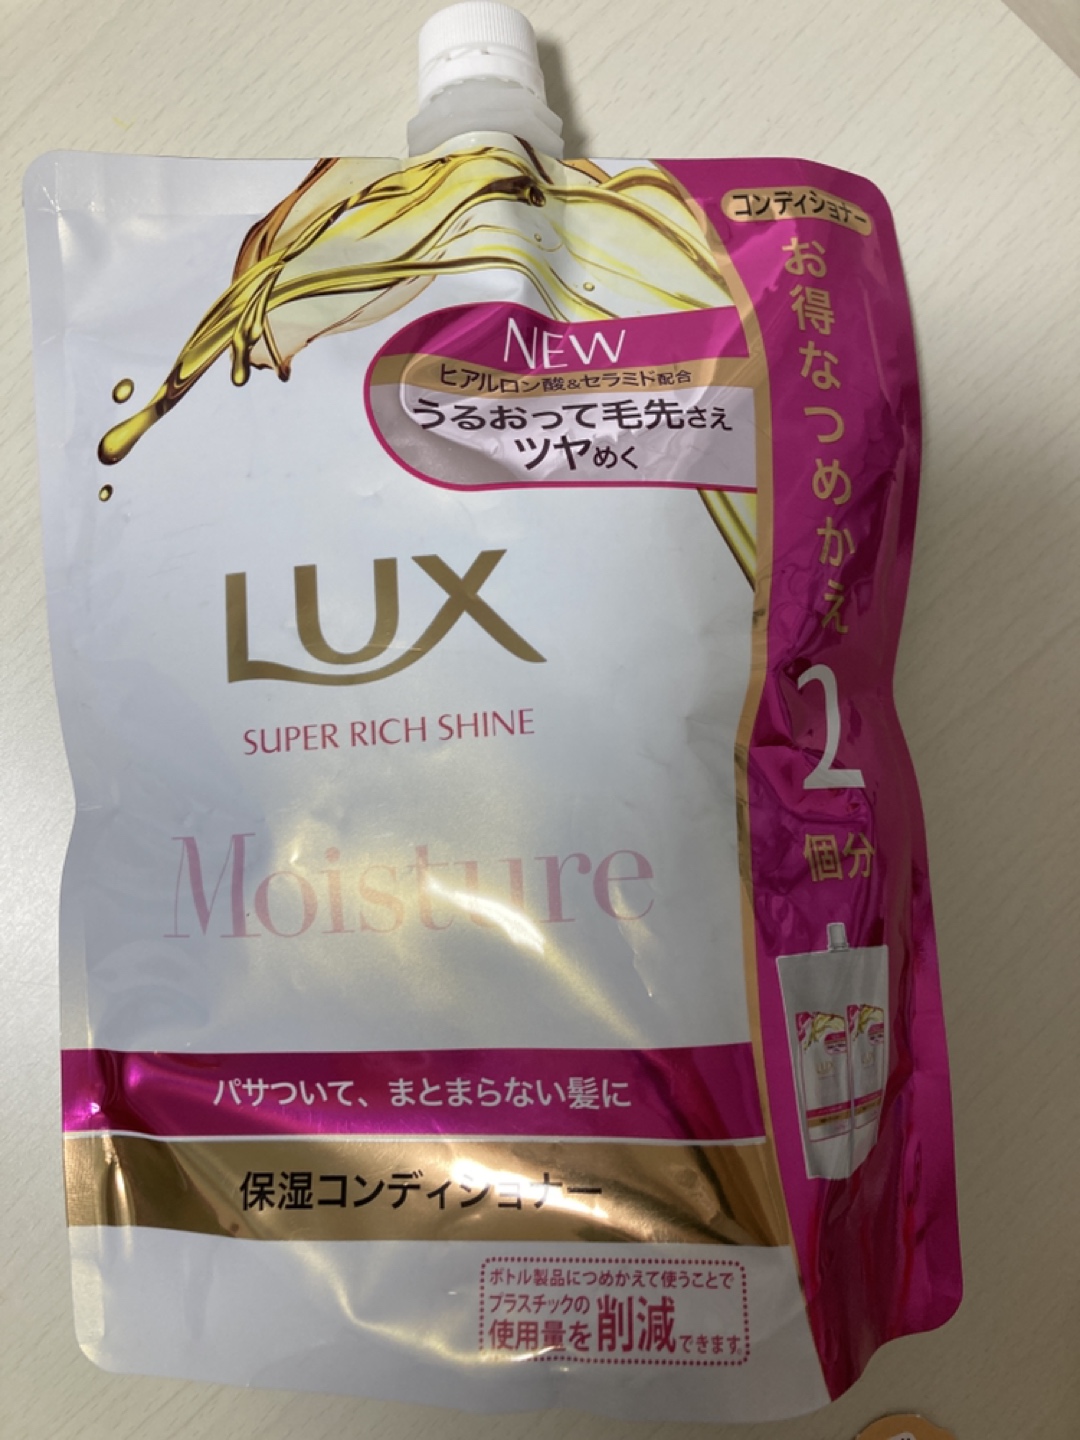 コンディショナー
お得なつめかえ
2
個分
NEW
ヒアルロン酸&セラミド配合
うるおって毛先さえ
ツヤめく
LUX
SUPER RICH SHINE
Moisture
パサついて、まとまらない髪に
保湿コンディショナー
ボトル製品につめかえて使うことで
プラスチックの
使用量を削減できます。
LUX